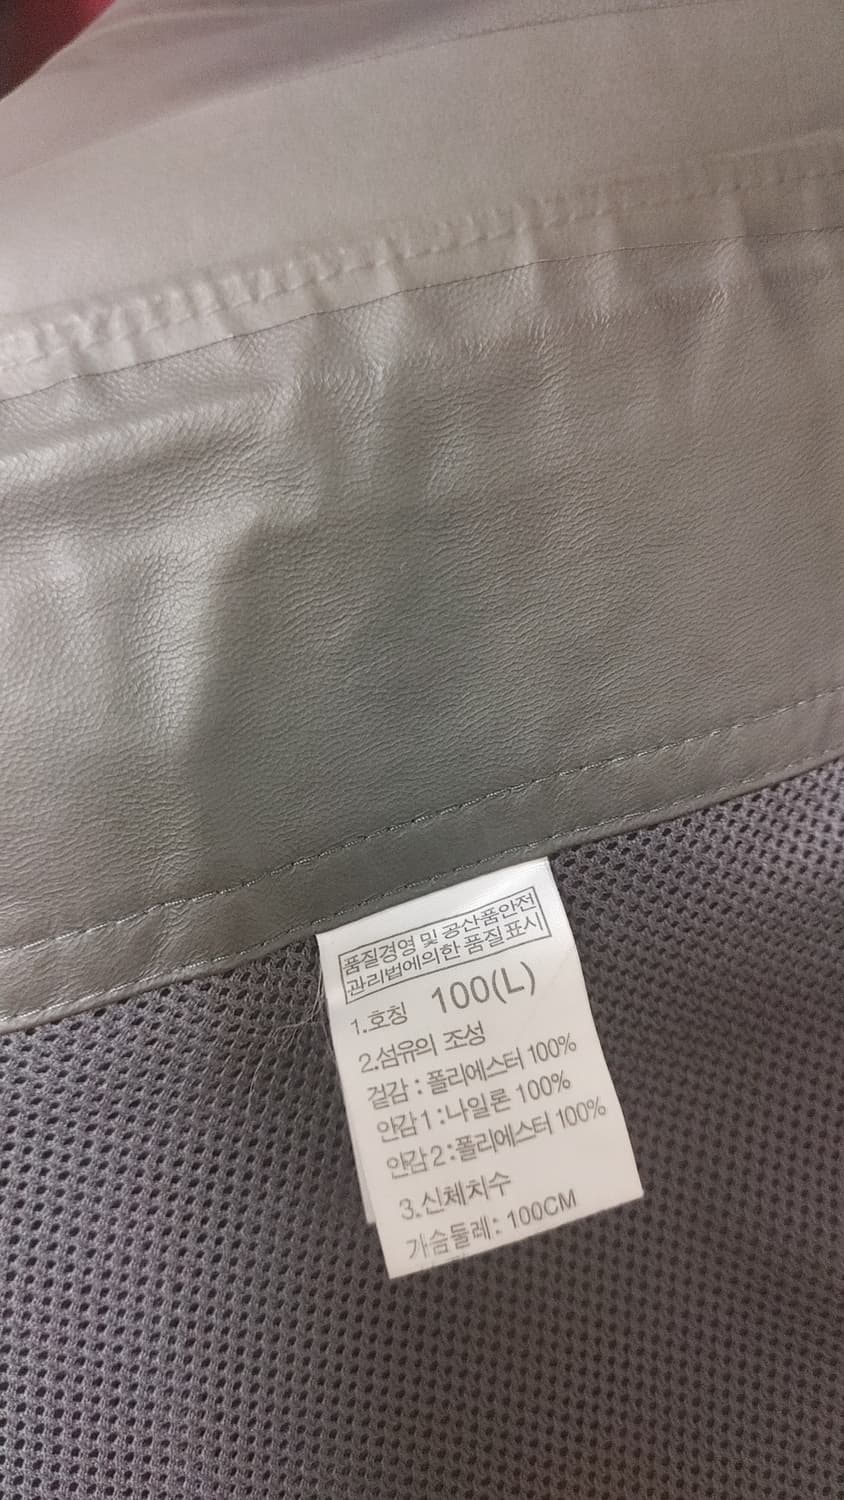 품질경영 및 공산품안전
관리법에의한 품질표시
1.호칭 100(L)
2.섬유의 조성
겉감 : 폴리에스터 100%
안감 1 : 나일론 100%
안감 2 : 폴리에스터 100%
3.신체치수
가슴둘레 : 100CM